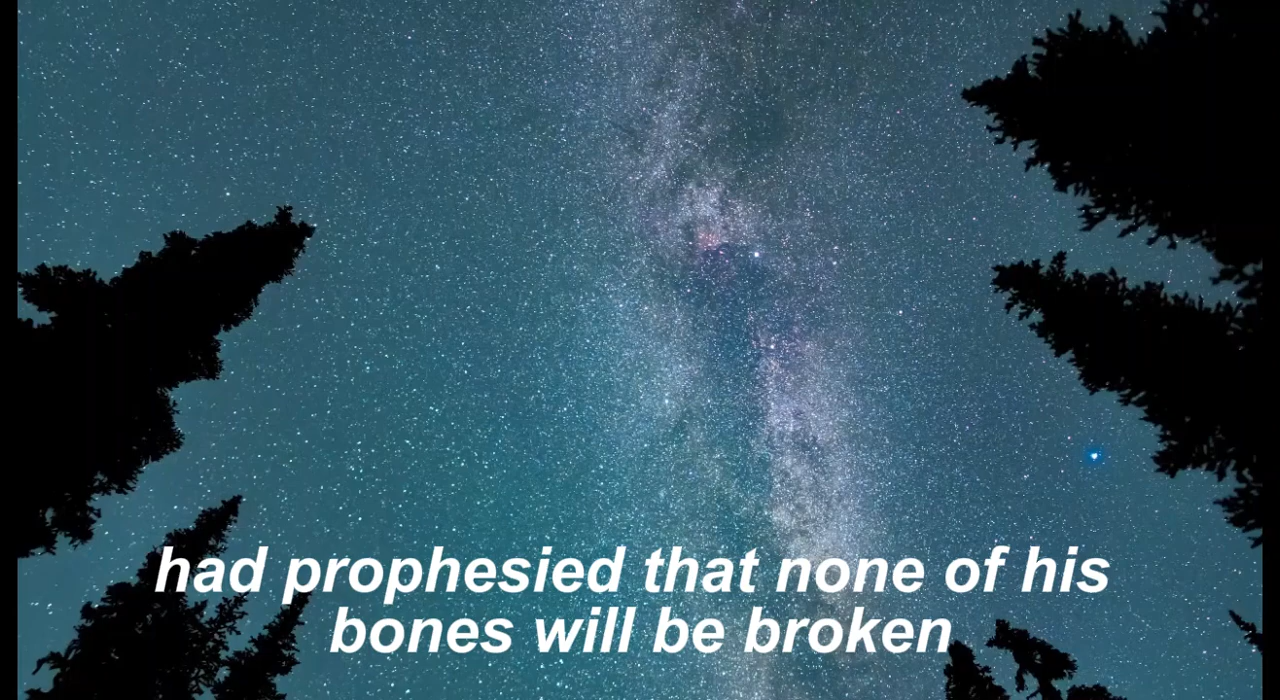 had prophesied that none of his
bones will be broken